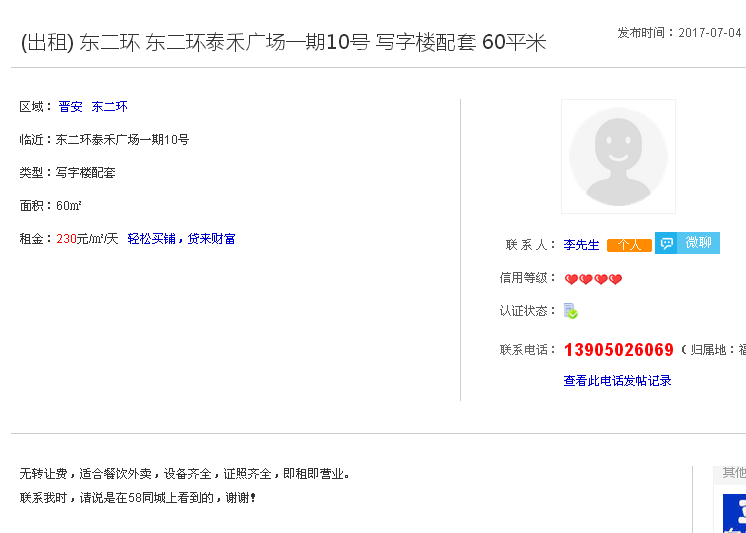 (出租) 东二环 东二环泰禾广场一期10号 写字楼配套 60平米
发布时间：2017-07-04
区域： 晋安 东二环
临近：东二环泰禾广场一期10号
类型：写字楼配套
面积：60㎡
租金：230元/㎡/天 轻松买铺，贷来财富
联 系 人： 李先生 个人 微聊
信用等级：
认证状态：
联系电话： 13905026069 ( 归属地：福
查看此电话发帖记录
无转让费，适合餐饮外卖，设备齐全，证照齐全，即租即营业。
联系我时，请说是在58同城上看到的，谢谢！
其他